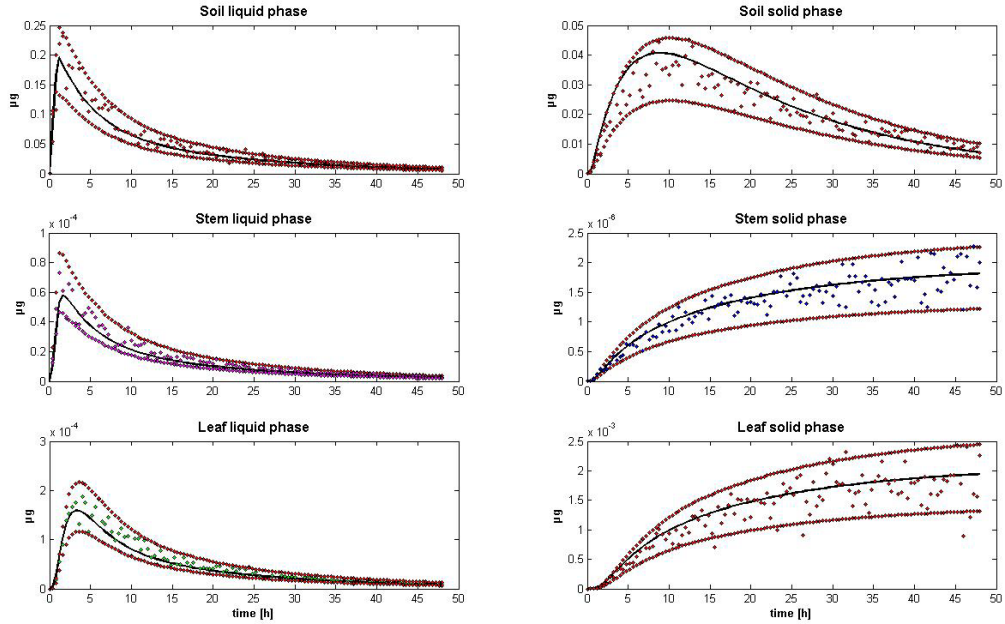 Soil liquid phase
0.25
0.2
0.15
0.1
0.05
0
µg
0 5 10 15 20 25 30 35 40 45 50
Soil solid phase
0.05
0.04
0.03
0.02
0.01
0
µg
0 5 10 15 20 25 30 35 40 45 50
Stem liquid phase
x 10⁻⁴
1
0.8
0.6
0.4
0.2
0
µg
0 5 10 15 20 25 30 35 40 45 50
Stem solid phase
x 10⁻⁶
2.5
2
1.5
1
0.5
0
µg
0 5 10 15 20 25 30 35 40 45 50
Leaf liquid phase
x 10⁻⁴
3
2
1
0
µg
0 5 10 15 20 25 30 35 40 45 50
time [h]
Leaf solid phase
x 10⁻³
2.5
2
1.5
1
0.5
0
µg
0 5 10 15 20 25 30 35 40 45 50
time [h]